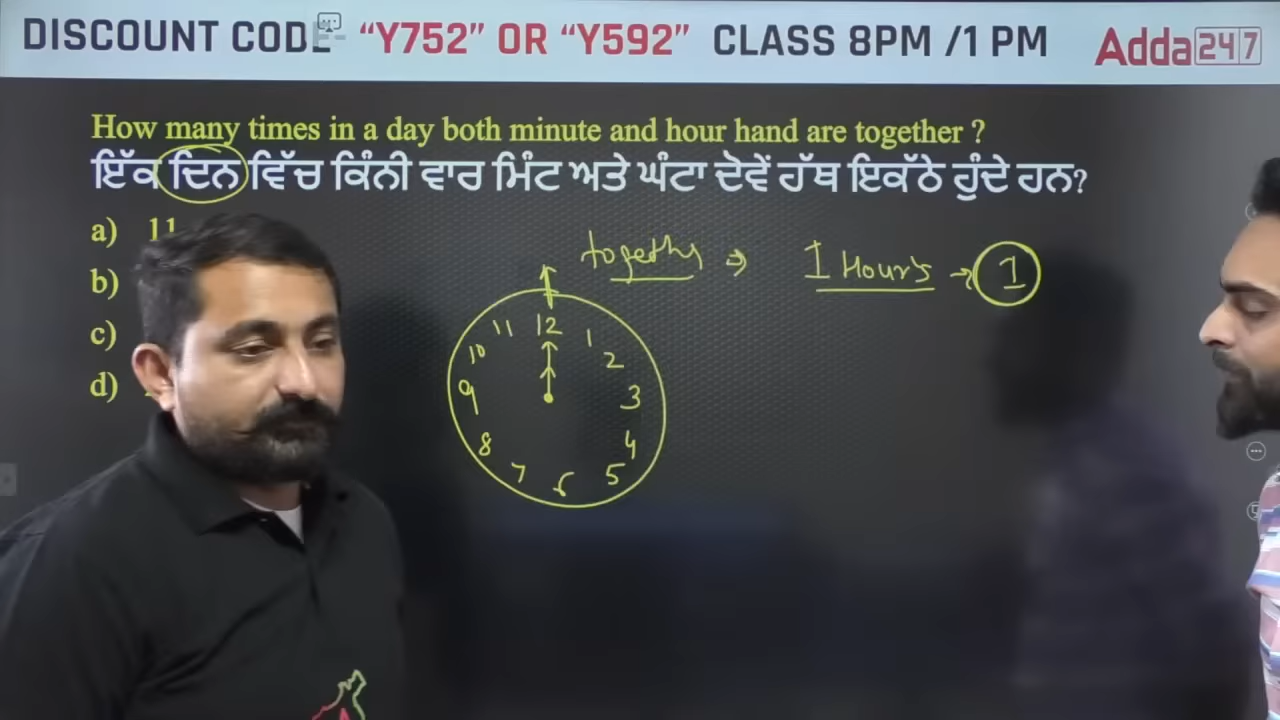 DISCOUNT CODE "Y752" OR "Y592" CLASS 8PM /1 PM
Adda247
How many times in a day both minute and hour hand are together ?
ਇੱਕ ਦਿਨ ਵਿੱਚ ਕਿੰਨੀ ਵਾਰ ਮਿੰਟ ਅਤੇ ਘੰਟਾ ਦੋਵੇਂ ਹੱਥ ਇਕੱਠੇ ਹੁੰਦੇ ਹਨ?
a) 11
b)
c)
d)
1 Hour's → 1
12
11 1
10 2
9 3
8 4
7 6 5